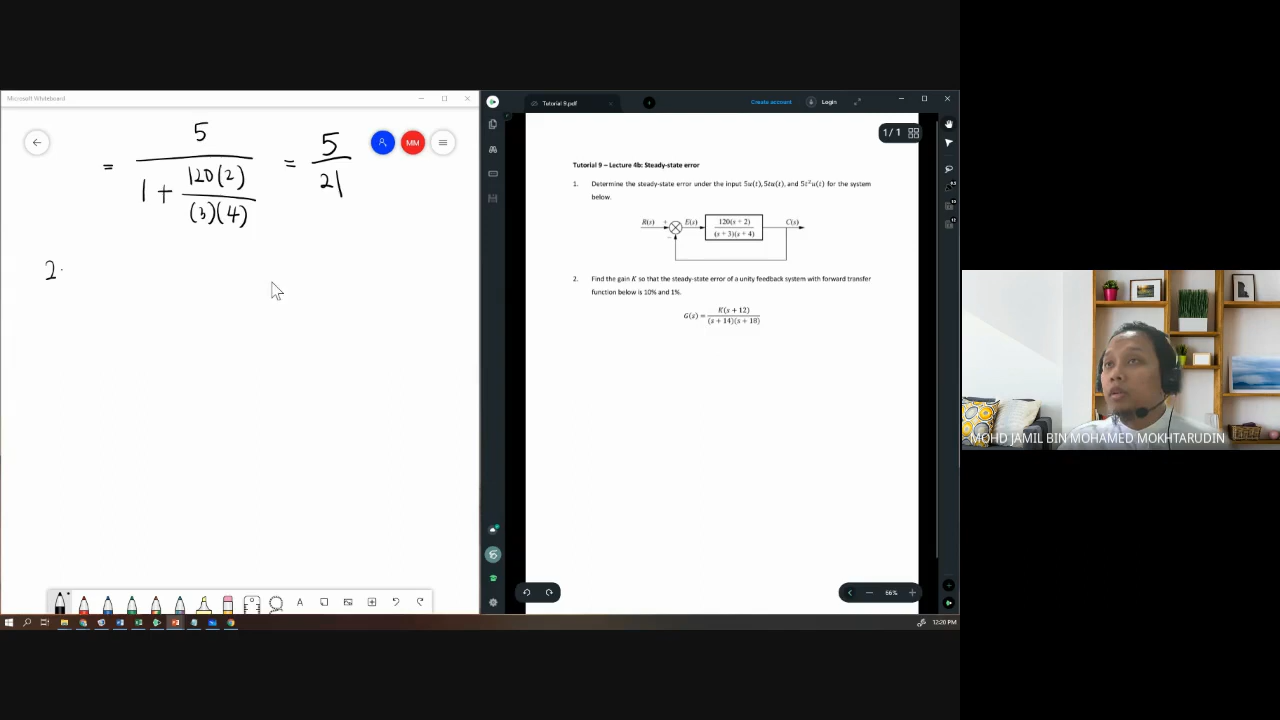 Microsoft Whiteboard
MM
= 5 / (1 + 120(2) / (3)(4)) = 5 / 21
2.
Tutorial 9.pdf
Create account
Login
1/1
Tutorial 9 – Lecture 4b: Steady-state error
1. Determine the steady-state error under the input 5u(t), 5tu(t), and 5t²u(t) for the system
below.
R(s) + E(s) 120(s + 2) / (s + 3)(s + 4) C(s)
−
2. Find the gain K so that the steady-state error of a unity feedback system with forward transfer
function below is 10% and 1%.
G(s) = K(s + 12) / (s + 14)(s + 18)
66%
12:20 PM
MOHD JAMIL BIN MOHAMED MOKHTARUDIN